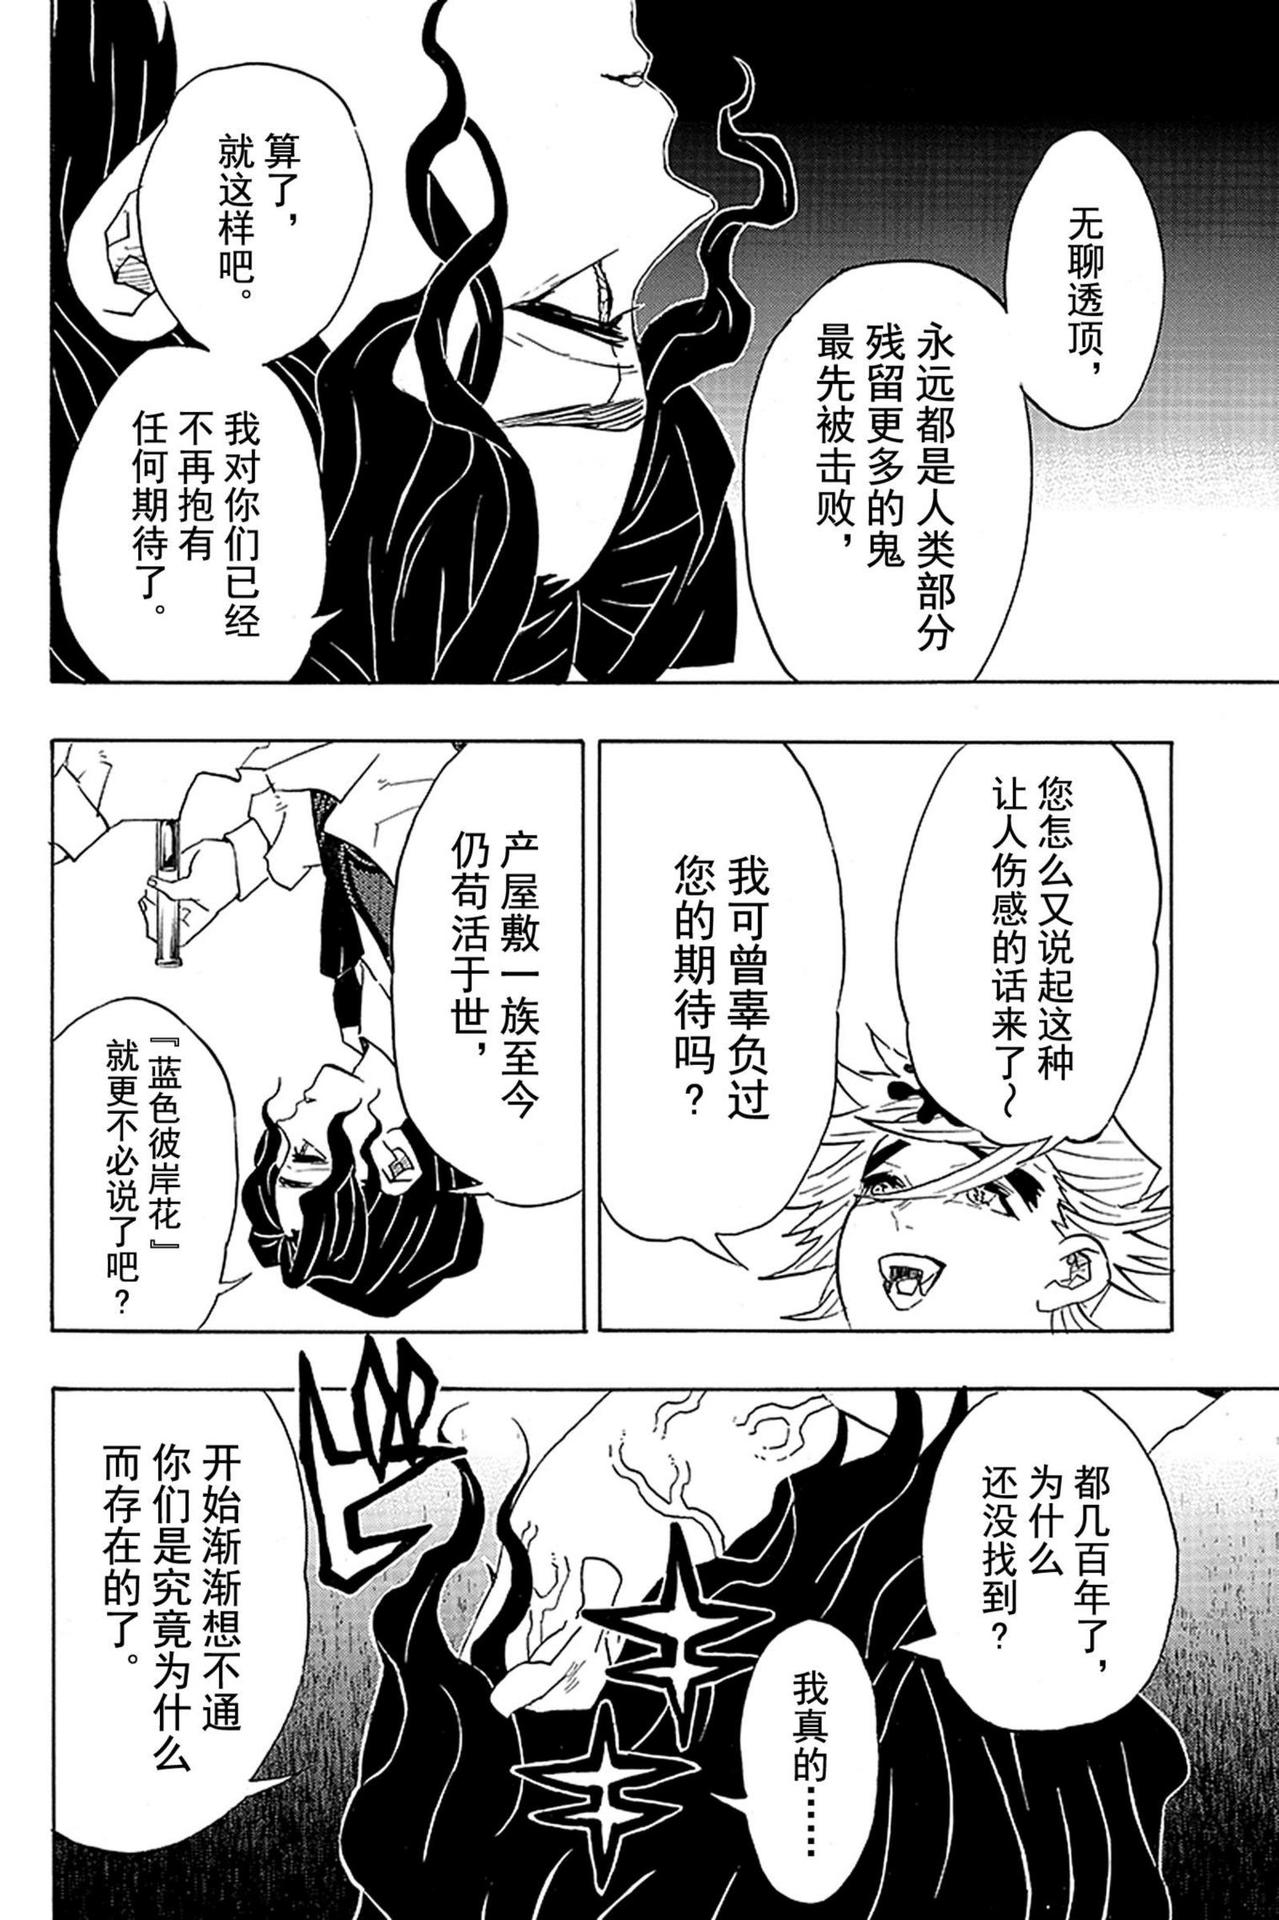 无聊透顶，
永远都是人类部分
残留更多的鬼
最先被击败，
算了，
就这样吧。
我对你们已经
不再抱有
任何期待了。
您怎么又说起这种
让人伤感的话来了～
我可曾辜负过
您的期待吗？
产屋敷一族至今
仍苟活于世，
『蓝色彼岸花』
就更不必说了吧？
都几百年了，
为什么
还没找到？
我真的……
开始渐渐想不通
你们是究竟为什么
而存在的了。